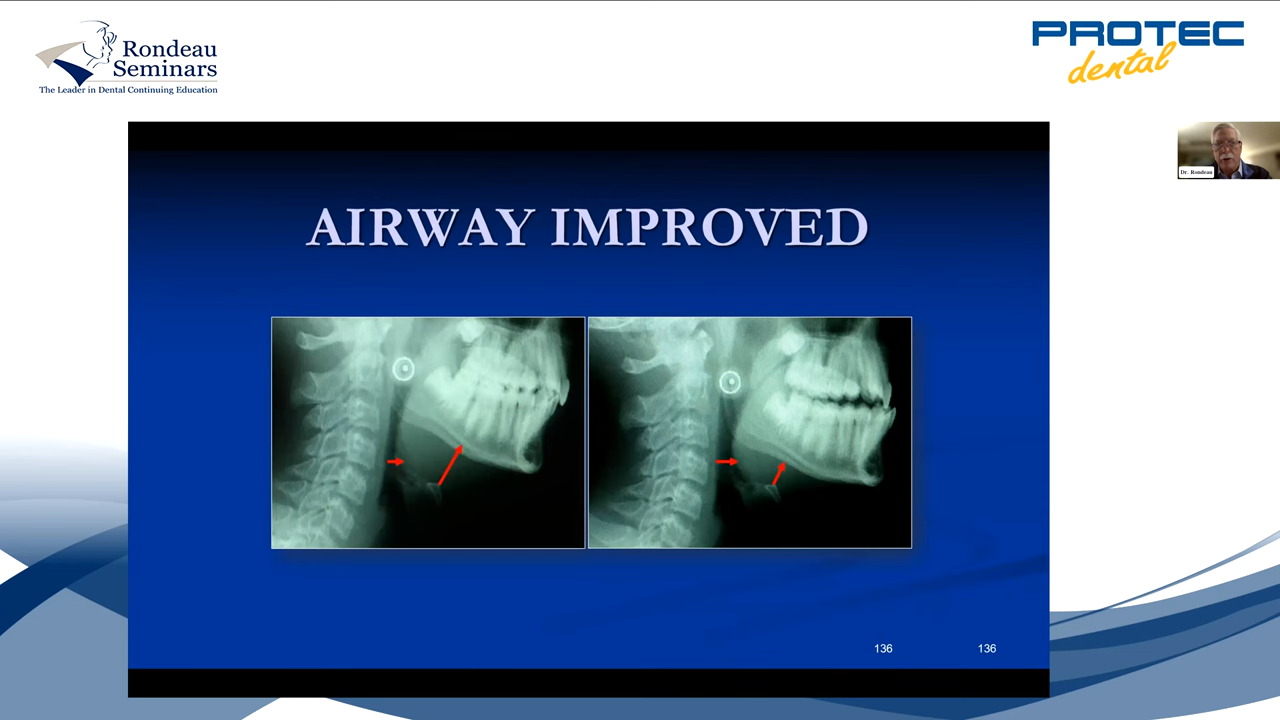 Rondeau
Seminars
The Leader in Dental Continuing Education
PROTEC
dental
Dr. Rondeau
AIRWAY IMPROVED
136
136